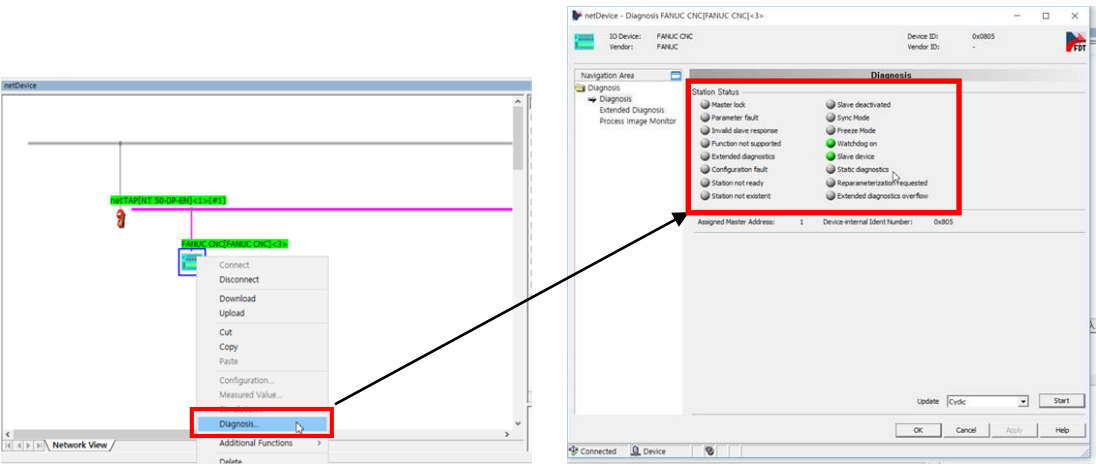 netDevice
netTAP[NT 50-DP-EN]<1>(#1)
FANUC CNC[FANUC CNC]<3>
Connect
Disconnect
Download
Upload
Cut
Copy
Paste
Configuration...
Measured Value...
Diagnosis...
Additional Functions >
Delete
Network View
netDevice - Diagnosis FANUC CNC[FANUC CNC]<3>
IO Device: FANUC CNC Device ID: 0x0805
Vendor: FANUC Vendor ID: -
FDT
Navigation Area
Diagnosis
Diagnosis
Extended Diagnosis
Process Image Monitor
Diagnosis
Station Status
Master lock Slave deactivated
Parameter fault Sync Mode
Invalid slave response Freeze Mode
Function not supported Watchdog on
Extended diagnostics Slave device
Configuration fault Static diagnostics
Station not ready Reparameterization requested
Station not existent Extended diagnostics overflow
Assigned Master Address: 1 Device-internal Ident Number: 0x805
Update Cyclic Start
OK Cancel Apply Help
Connected Device